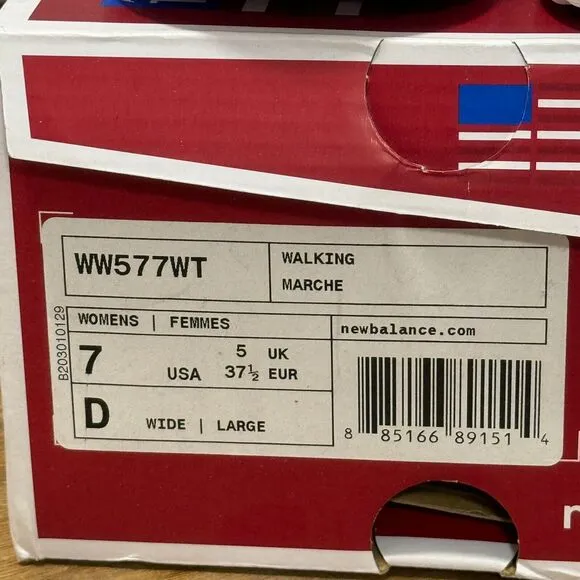 WW577WT
WALKING
MARCHE
B203010129
WOMENS | FEMMES
newbalance.com
7 USA 5 UK
37½ EUR
D WIDE | LARGE
8 85166 89151 4